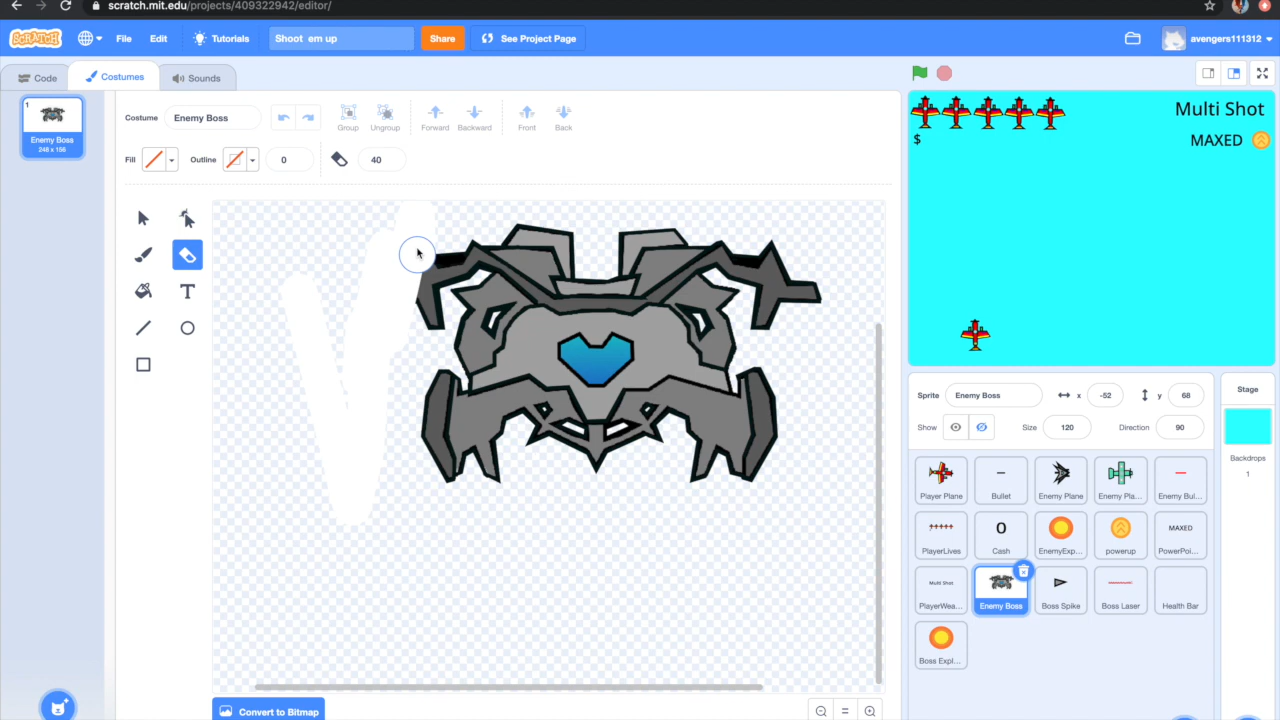 scratch.mit.edu/projects/409322942/editor/
SCRATCH File Edit Tutorials Shoot em up Share See Project Page avengers111312
Code Costumes Sounds
1
Enemy Boss
248 x 156
Costume Enemy Boss Group Ungroup Forward Backward Front Back
Fill Outline 0 40
Convert to Bitmap
Multi Shot
$ MAXED
Sprite Enemy Boss x -52 y 68
Show Size 120 Direction 90
Player Plane Bullet Enemy Plane Enemy Pla... Enemy Bul...
0 MAXED
PlayerLives Cash EnemyExp... powerup PowerPoi...
Multi Shot
PlayerWea... Enemy Boss Boss Spike Boss Laser Health Bar
Boss Expl...
Stage
Backdrops
1